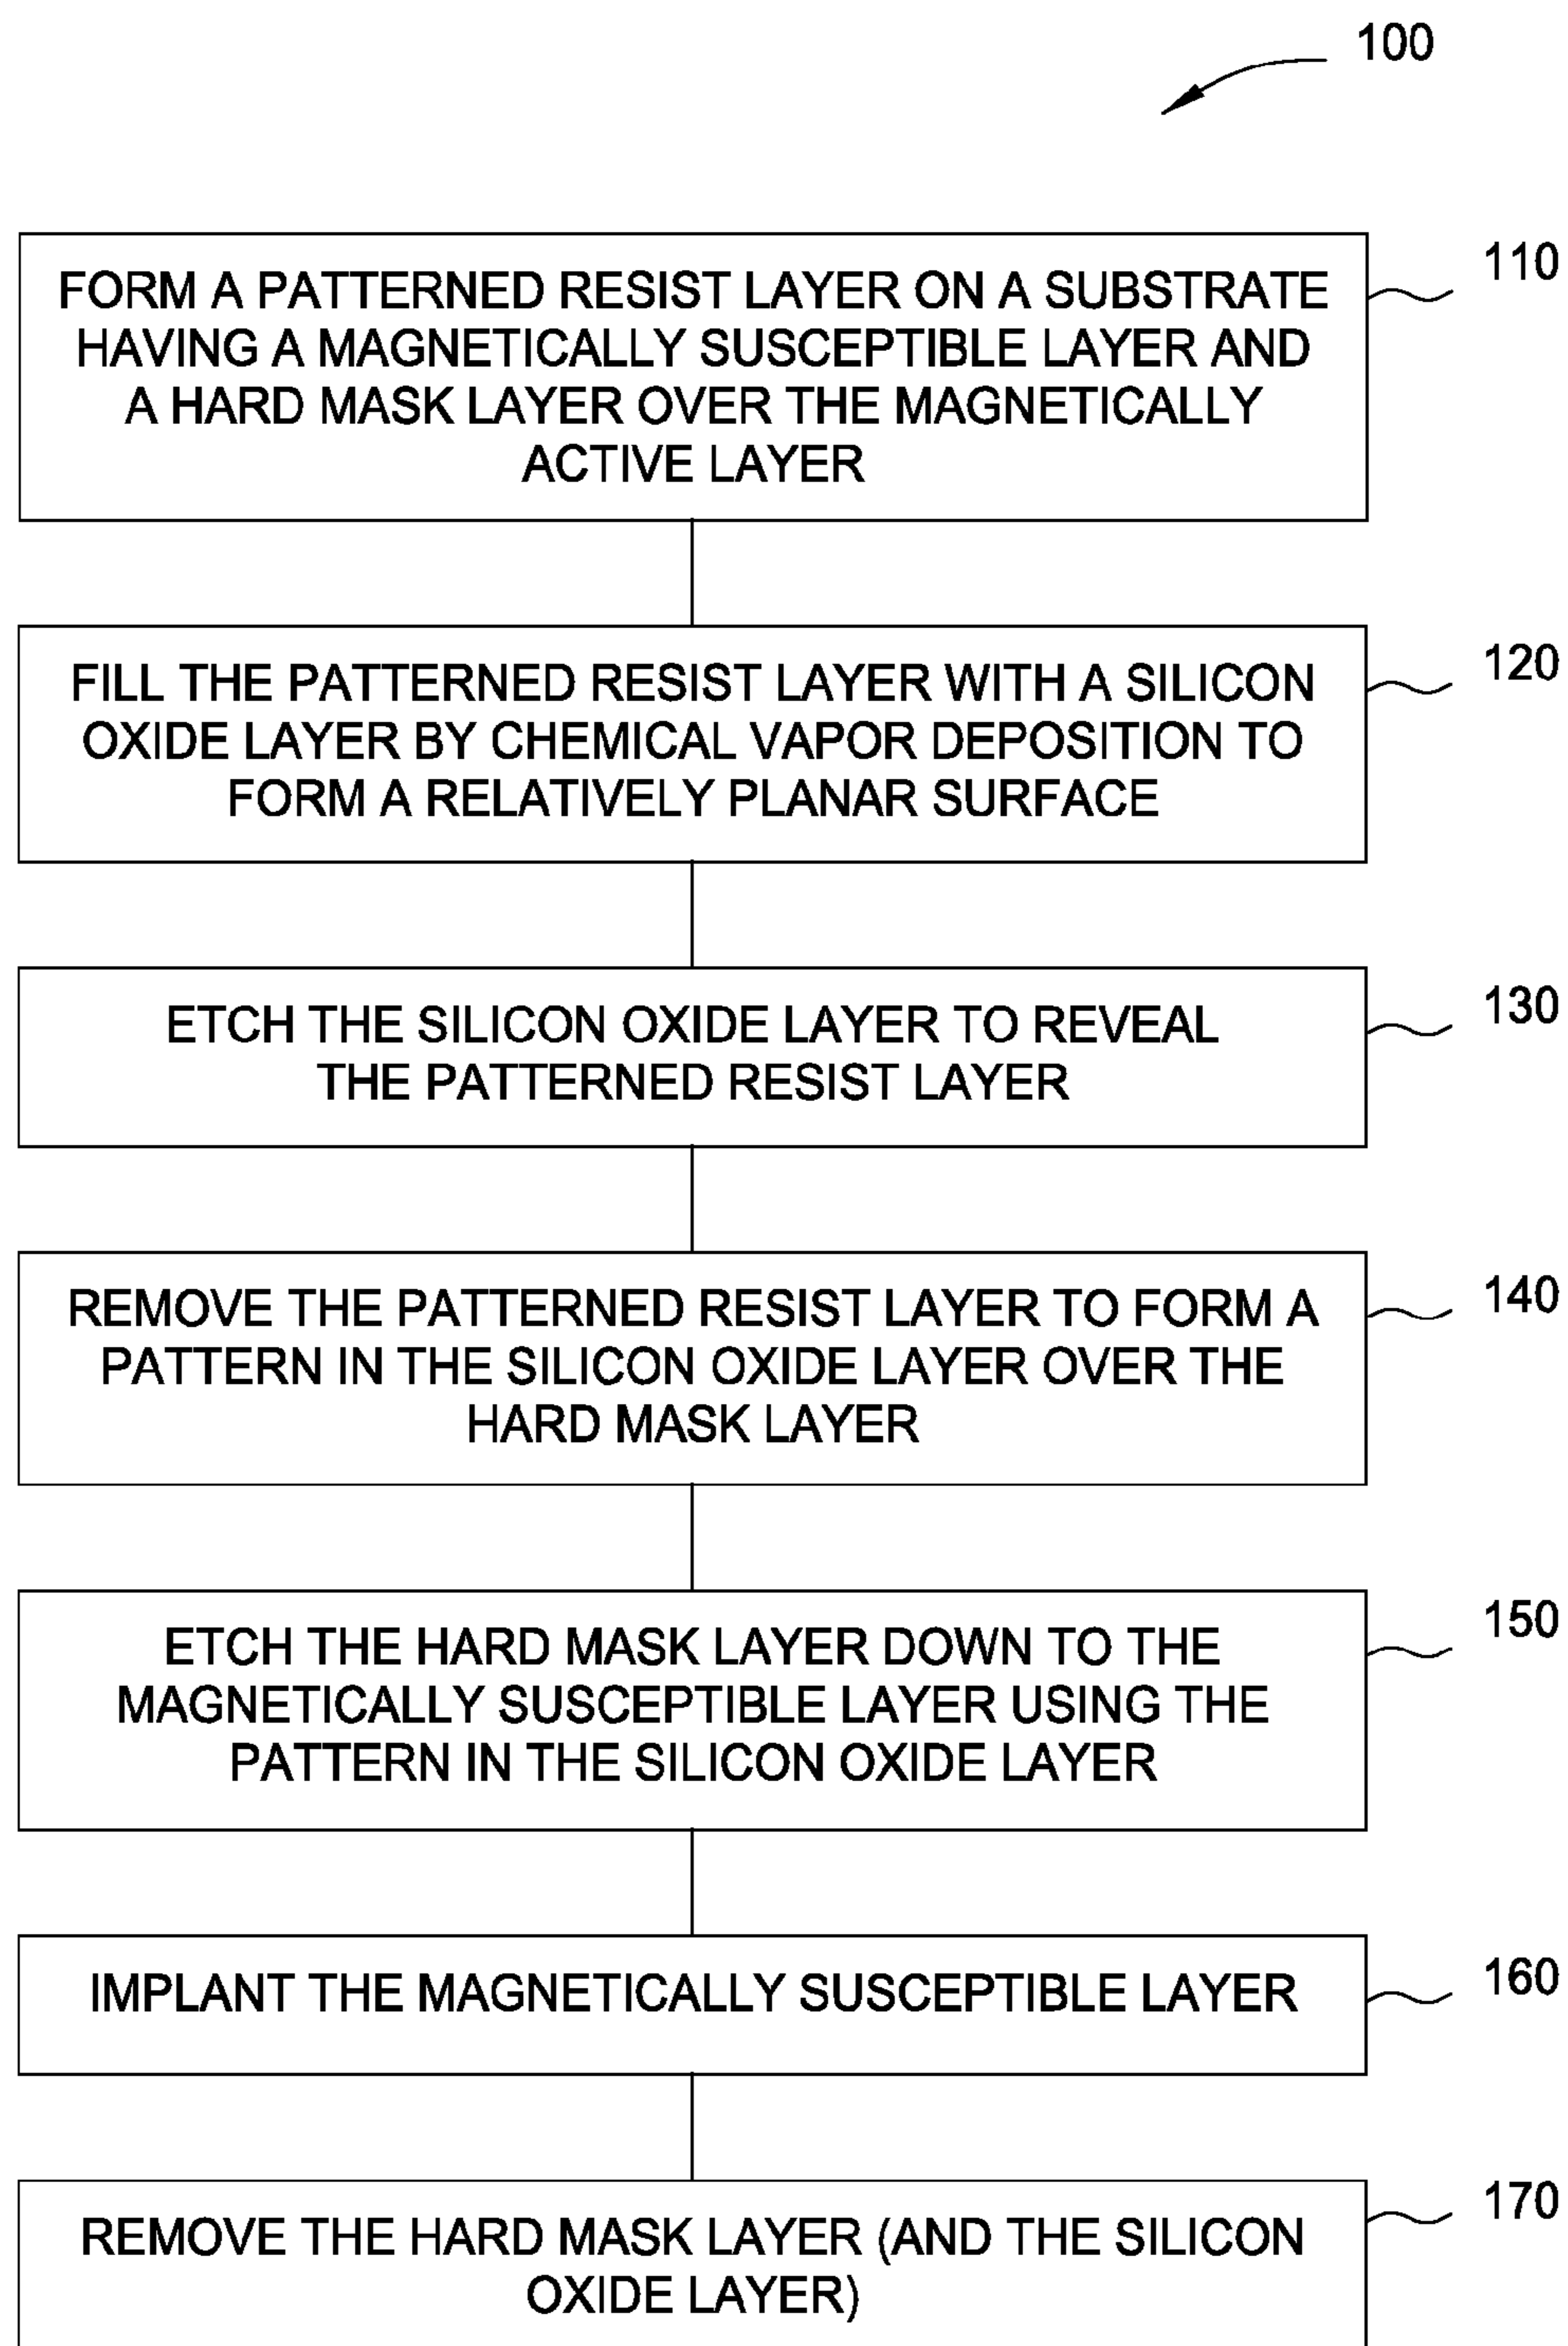 100
FORM A PATTERNED RESIST LAYER ON A SUBSTRATE
HAVING A MAGNETICALLY SUSCEPTIBLE LAYER AND
A HARD MASK LAYER OVER THE MAGNETICALLY
ACTIVE LAYER
110
FILL THE PATTERNED RESIST LAYER WITH A SILICON
OXIDE LAYER BY CHEMICAL VAPOR DEPOSITION TO
FORM A RELATIVELY PLANAR SURFACE
120
ETCH THE SILICON OXIDE LAYER TO REVEAL
THE PATTERNED RESIST LAYER
130
REMOVE THE PATTERNED RESIST LAYER TO FORM A
PATTERN IN THE SILICON OXIDE LAYER OVER THE
HARD MASK LAYER
140
ETCH THE HARD MASK LAYER DOWN TO THE
MAGNETICALLY SUSCEPTIBLE LAYER USING THE
PATTERN IN THE SILICON OXIDE LAYER
150
IMPLANT THE MAGNETICALLY SUSCEPTIBLE LAYER
160
REMOVE THE HARD MASK LAYER (AND THE SILICON
OXIDE LAYER)
170